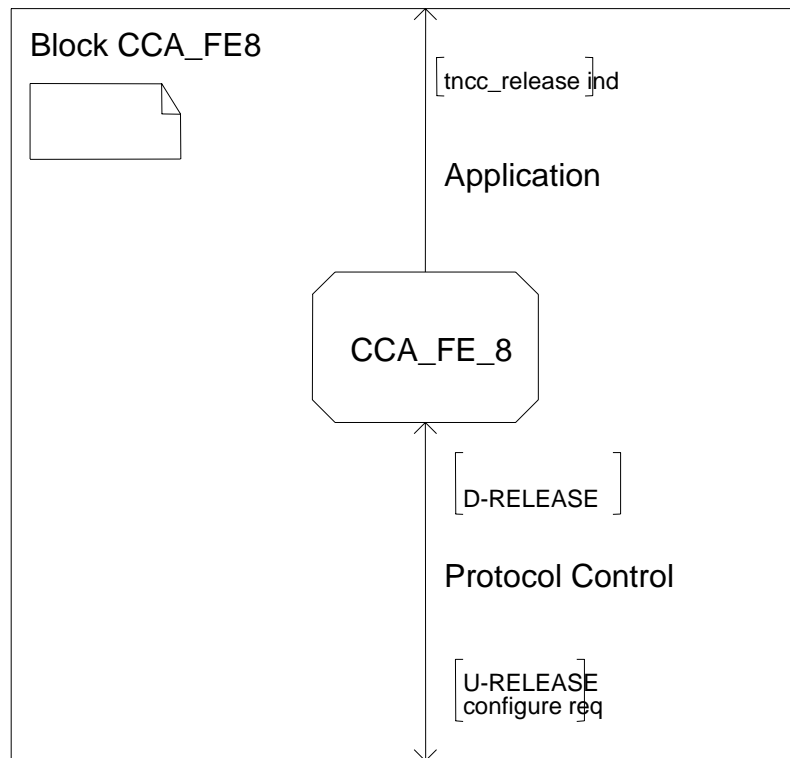 Block CCA_FE8
tncc_release ind
Application
CCA_FE_8
D-RELEASE
Protocol Control
U-RELEASE
configure req